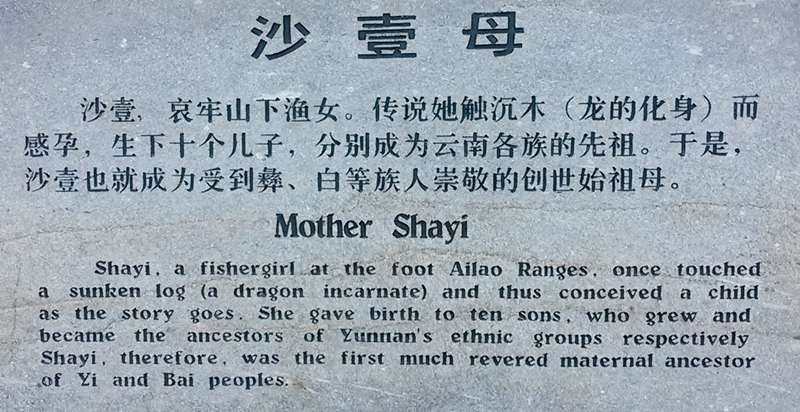 沙壹母
沙壹，哀牢山下渔女。传说她触沉木（龙的化身）而
感孕，生下十个儿子，分别成为云南各族的先祖。于是，
沙壹也就成为受到彝、白等族人崇敬的创世始祖母。
Mother Shayi
Shayi, a fishergirl at the foot Ailao Ranges, once touched
a sunken log (a dragon incarnate) and thus conceived a child
as the story goes. She gave birth to ten sons, who grew and
became the ancestors of Yunnan's ethnic groups respectively
Shayi, therefore, was the first much revered maternal ancestor
of Yi and Bai peoples.